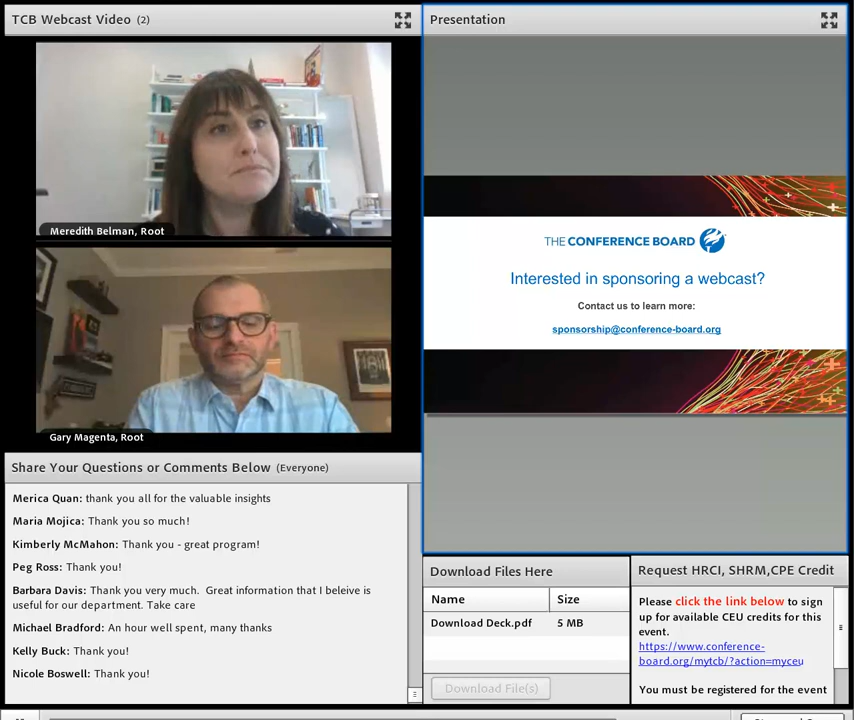 TCB Webcast Video (2)
Meredith Belman, Root
Gary Magenta, Root
Share Your Questions or Comments Below (Everyone)
Merica Quan: thank you all for the valuable insights
Maria Mojica: Thank you so much!
Kimberly McMahon: Thank you - great program!
Peg Ross: Thank you!
Barbara Davis: Thank you very much.  Great information that I beleive is
useful for our department. Take care
Michael Bradford: An hour well spent, many thanks
Kelly Buck: Thank you!
Nicole Boswell: Thank you!
Presentation
THE CONFERENCE BOARD
Interested in sponsoring a webcast?
Contact us to learn more:
sponsorship@conference-board.org
Download Files Here
Name Size
Download Deck.pdf 5 MB
Download File(s)
Request HRCI, SHRM,CPE Credit
Please click the link below to sign
up for available CEU credits for this
event.
https://www.conference-
board.org/mytcb/?action=myceu
You must be registered for the event